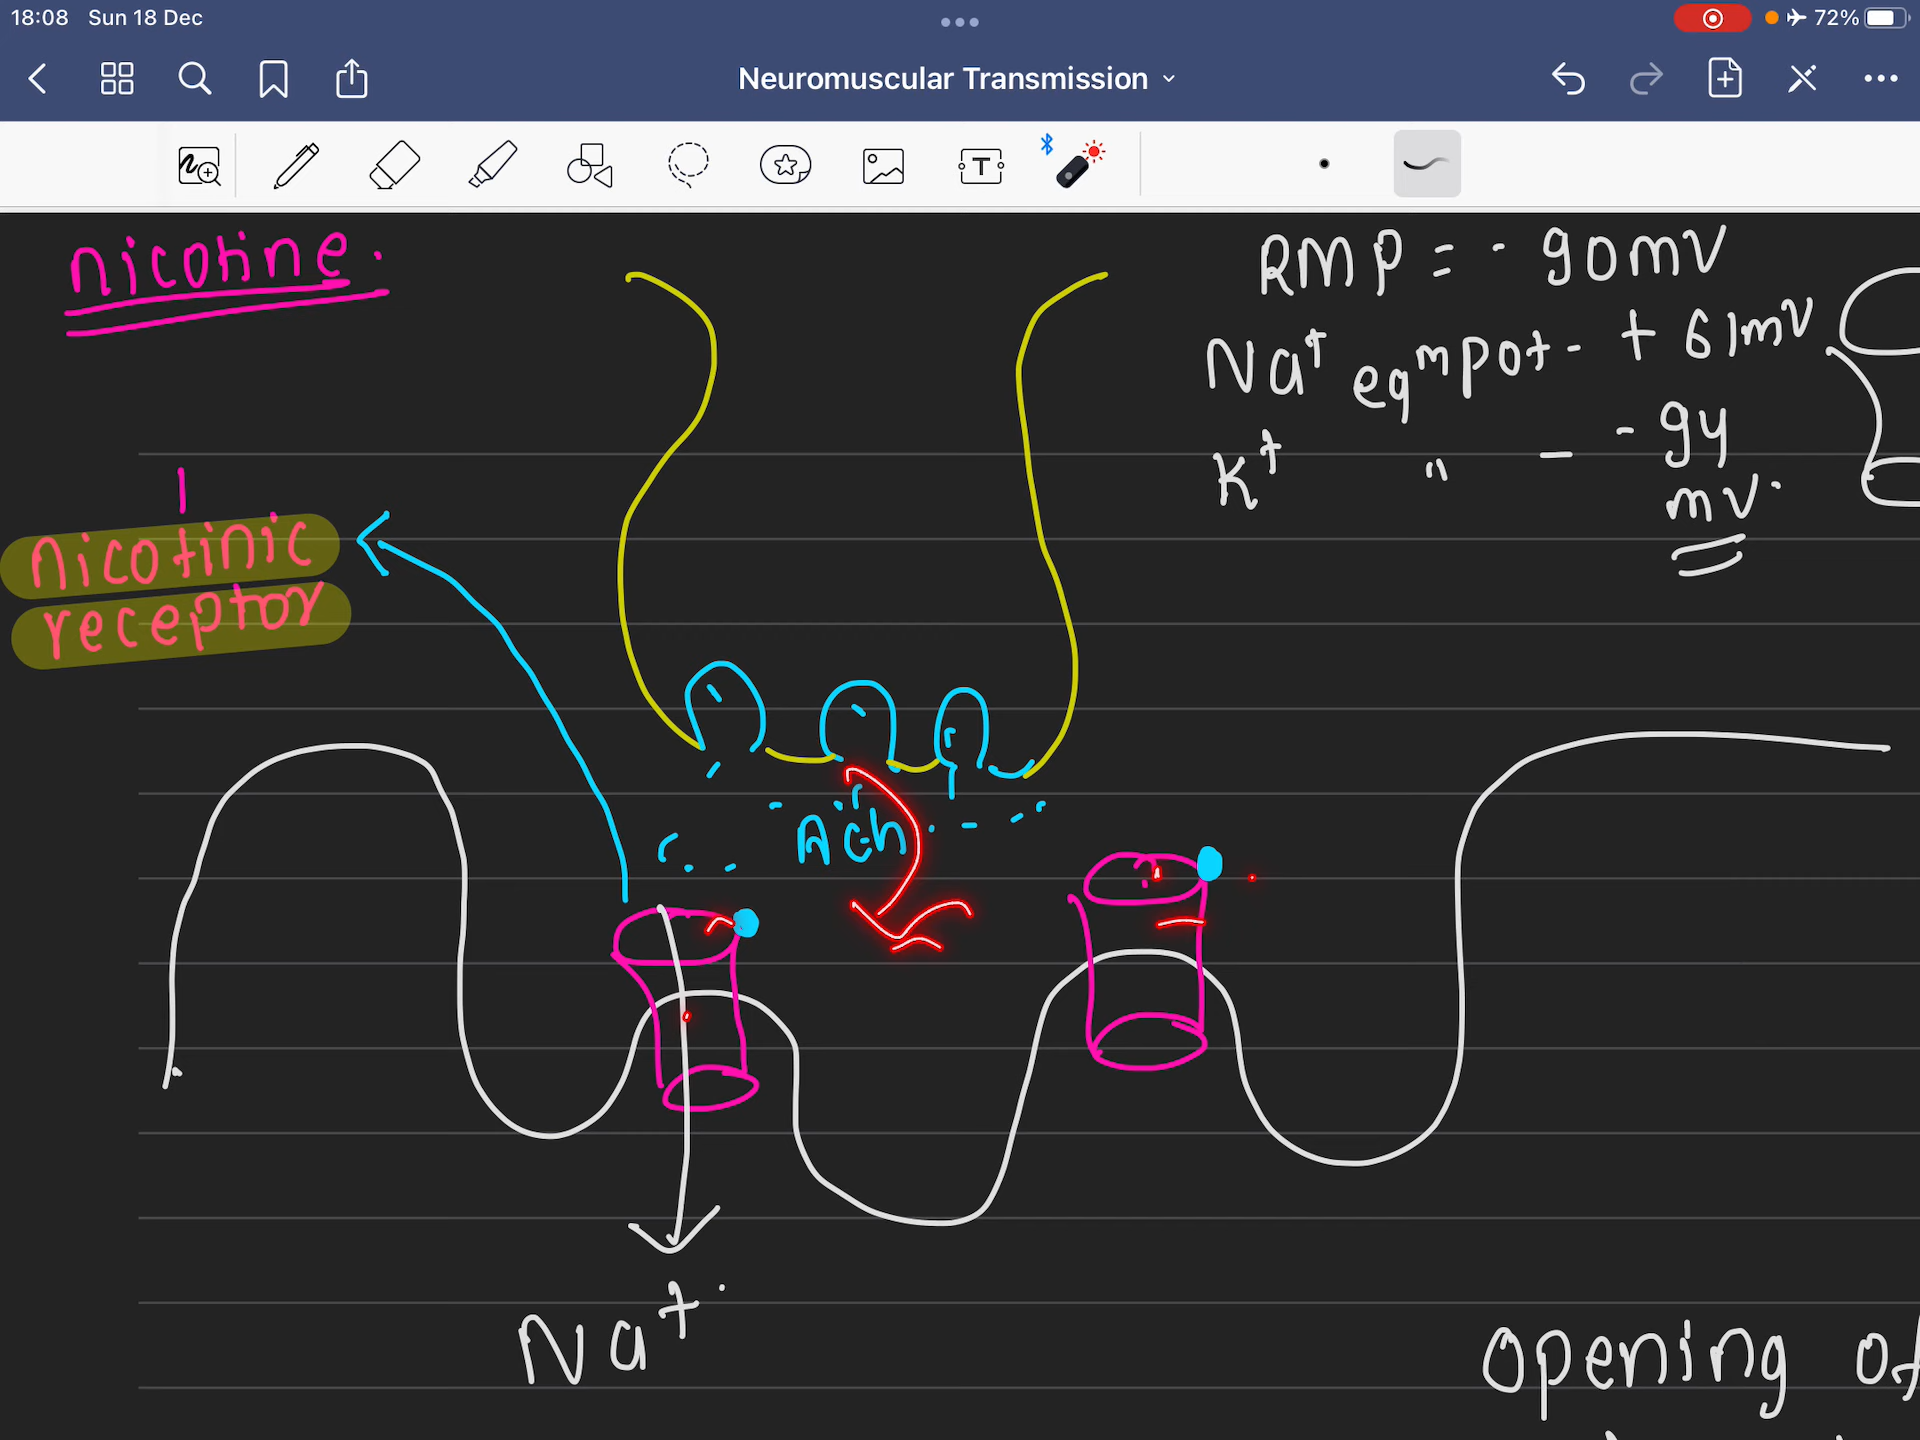 18:08 Sun 18 Dec
72%
Neuromuscular Transmission
T
nicotine.
RMP = - 90mV
Na+ eqm pot - + 61mV
K+ " - - 94
mV.
nicotinic
receptor
Ach
Na+
opening of